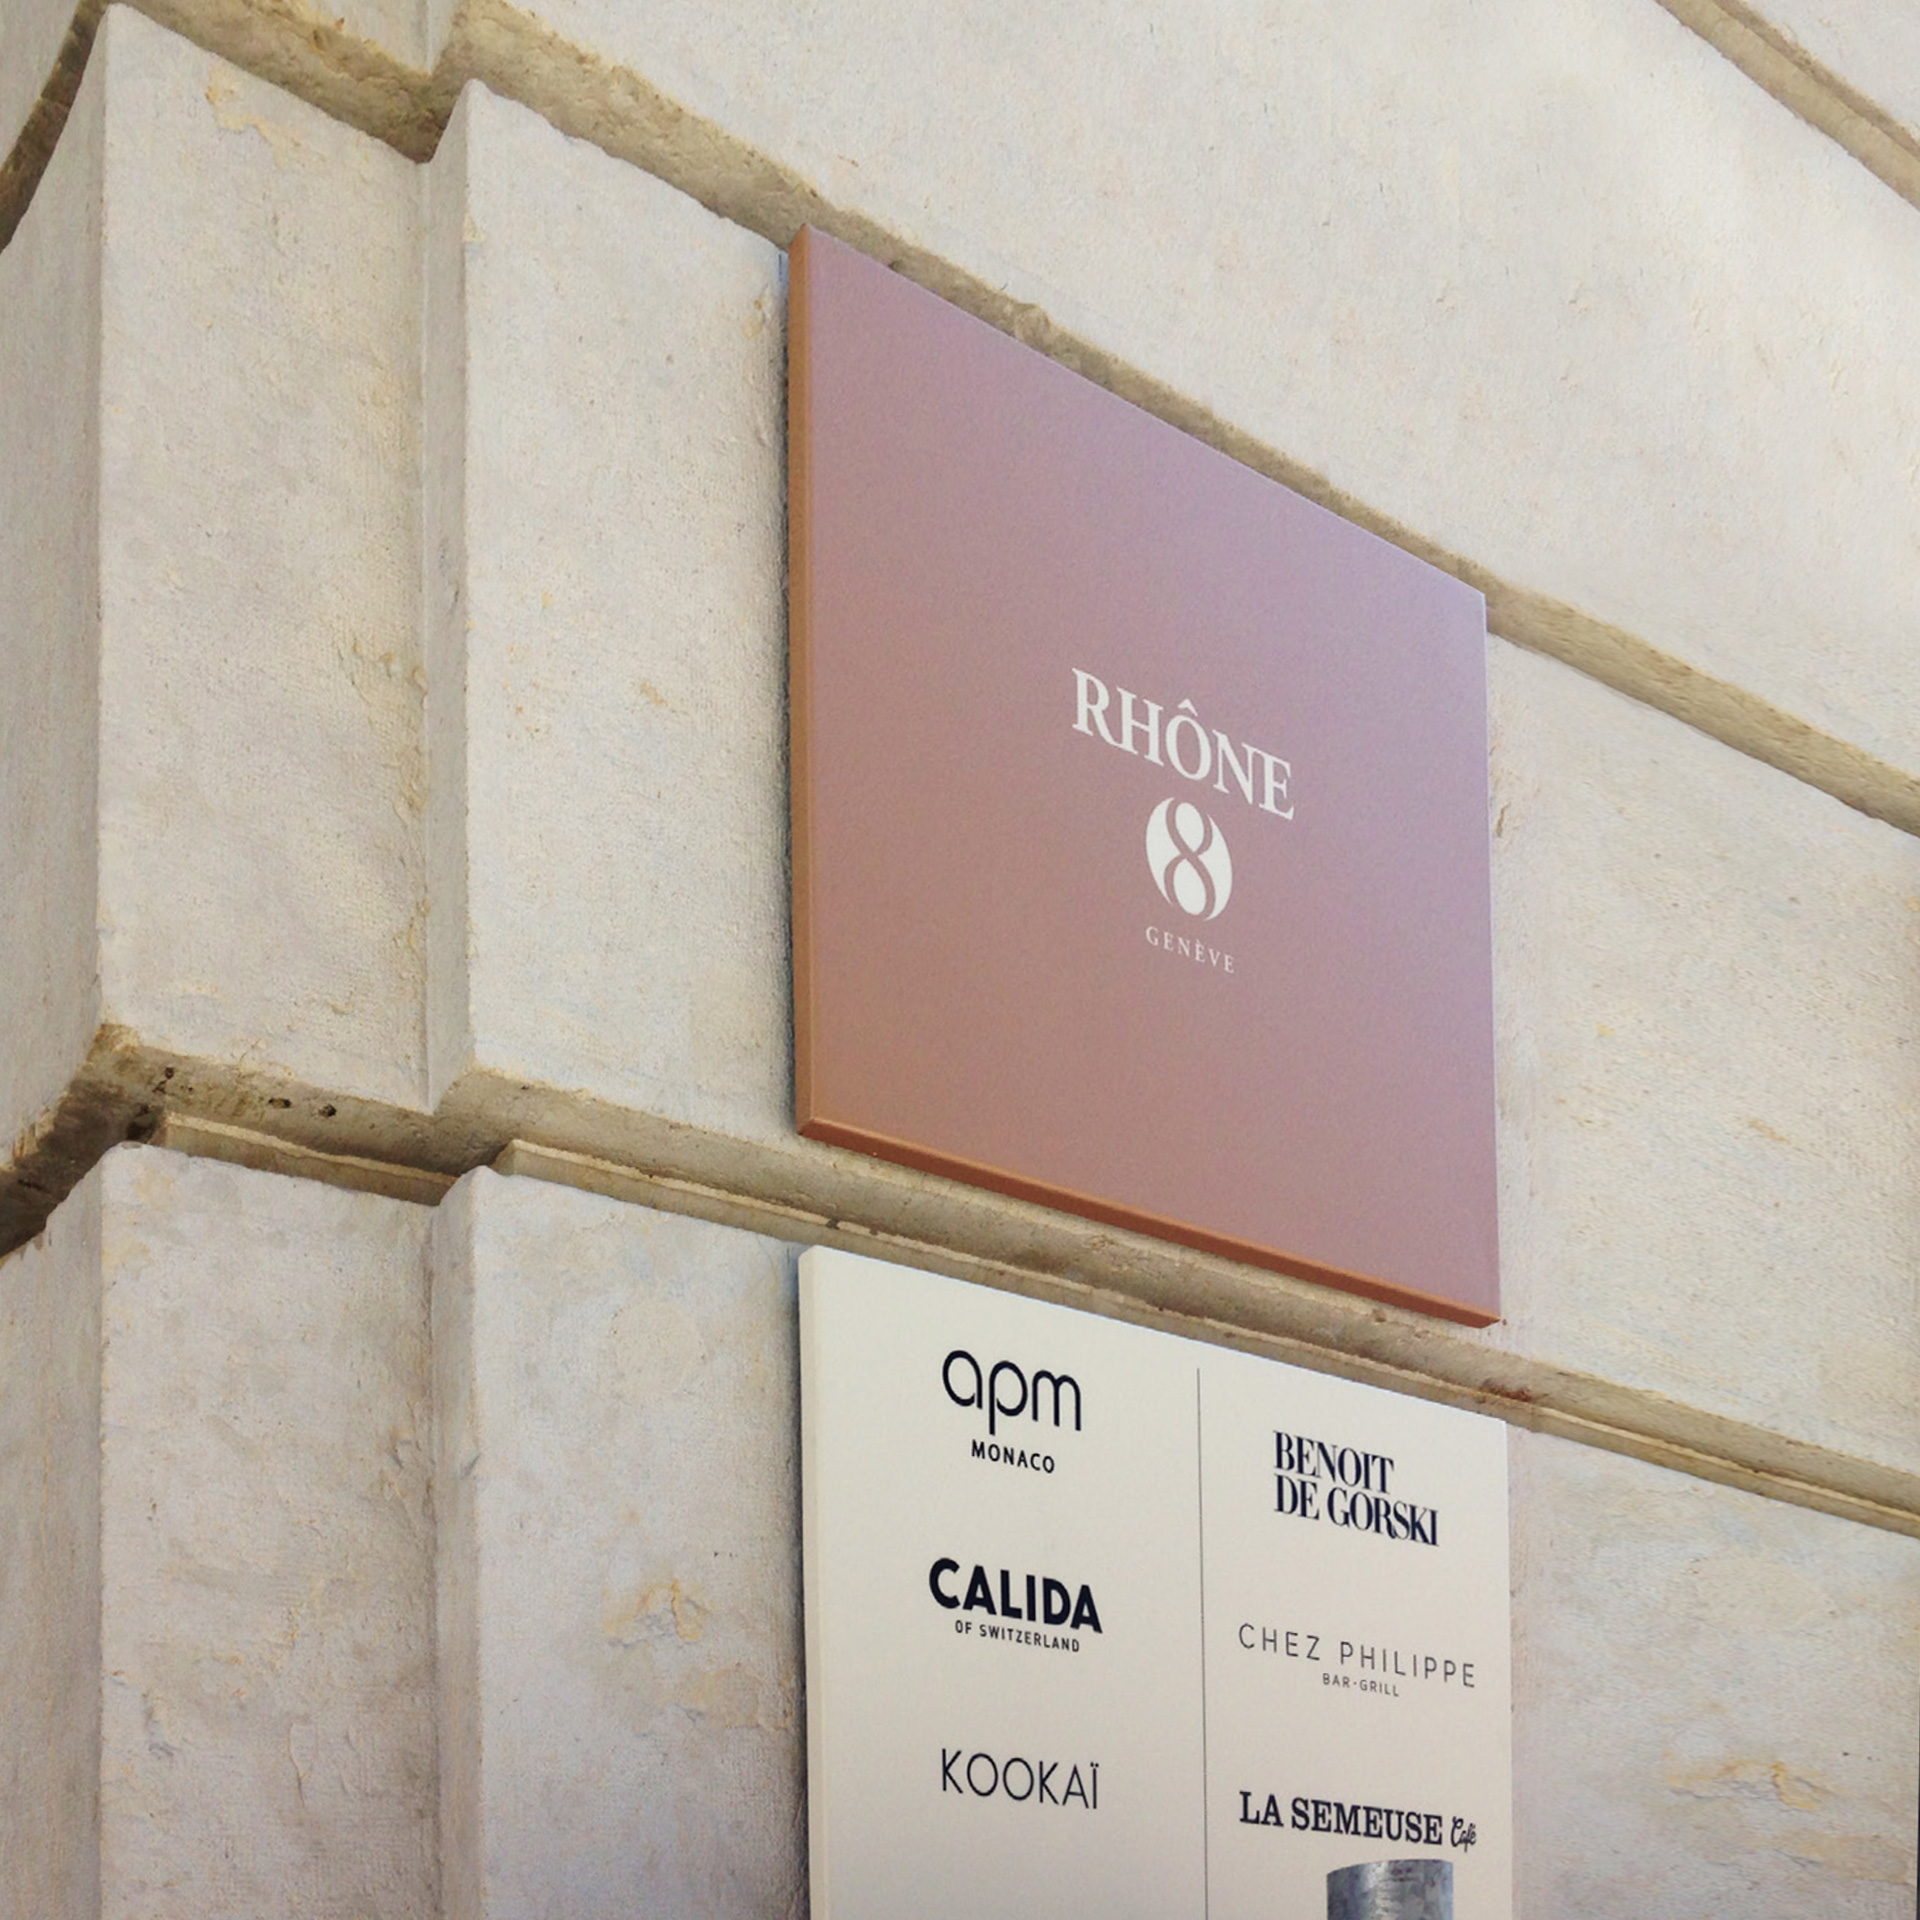 RHÔNE
8
GENÈVE
apm
MONACO
CALIDA
OF SWITZERLAND
KOOKAÏ
BENOIT
DE GORSKI
CHEZ PHILIPPE
BAR·GRILL
LA SEMEUSE Café